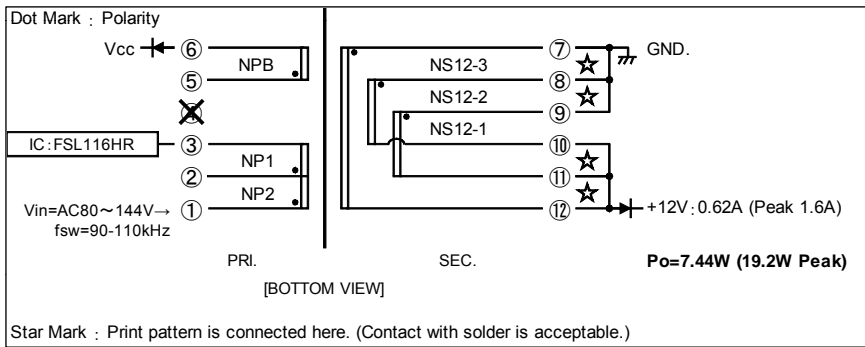 Dot Mark : Polarity
Vcc ⑥ ⑦ GND.
NPB NS12-3
⑤ ⑧ ☆
NS12-2 ☆
④ ⑨
NS12-1
IC:FSL116HR ③ ⑩
NP1 ☆
② ⑪
NP2 ☆
Vin=AC80~144V→ ① ⑫ +12V:0.62A (Peak 1.6A)
fsw=90-110kHz
PRI. SEC. Po=7.44W (19.2W Peak)
[BOTTOM VIEW]
Star Mark : Print pattern is connected here. (Contact with solder is acceptable.)